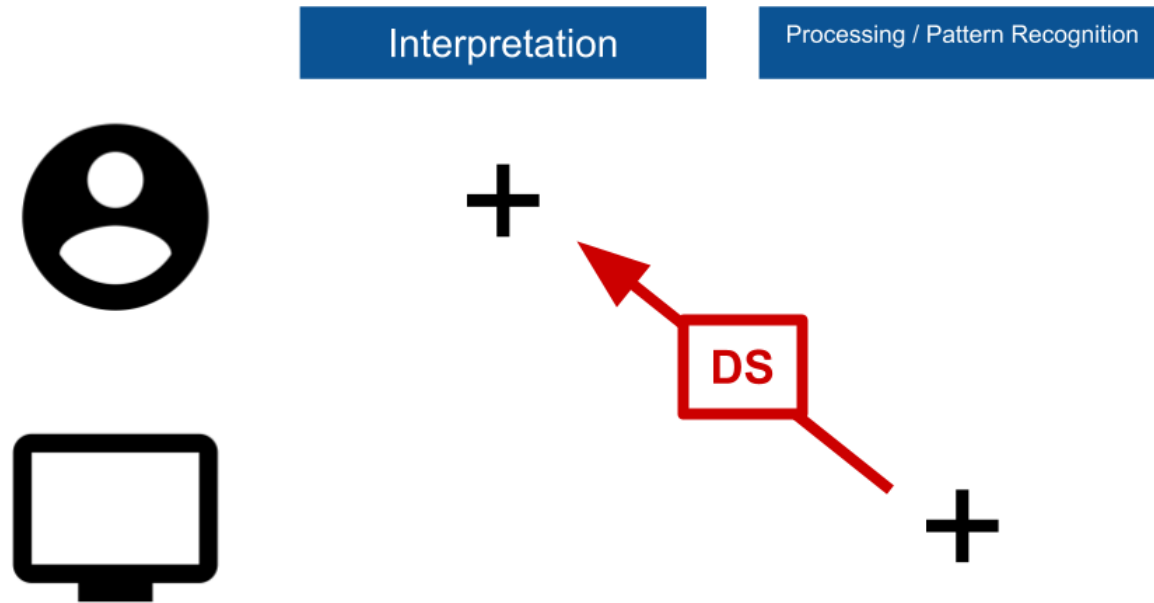 Interpretation
Processing / Pattern Recognition
DS